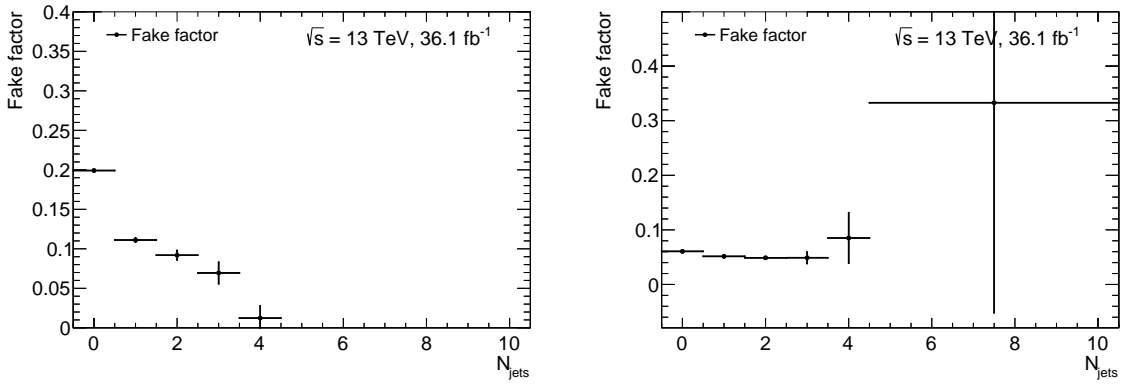 Fake factor
0.4
0.35
0.3
0.25
0.2
0.15
0.1
0.05
0
Fake factor
√s = 13 TeV, 36.1 fb⁻¹
0 2 4 6 8 10
N_jets
Fake factor
0.4
0.3
0.2
0.1
0
Fake factor
√s = 13 TeV, 36.1 fb⁻¹
0 2 4 6 8 10
N_jets